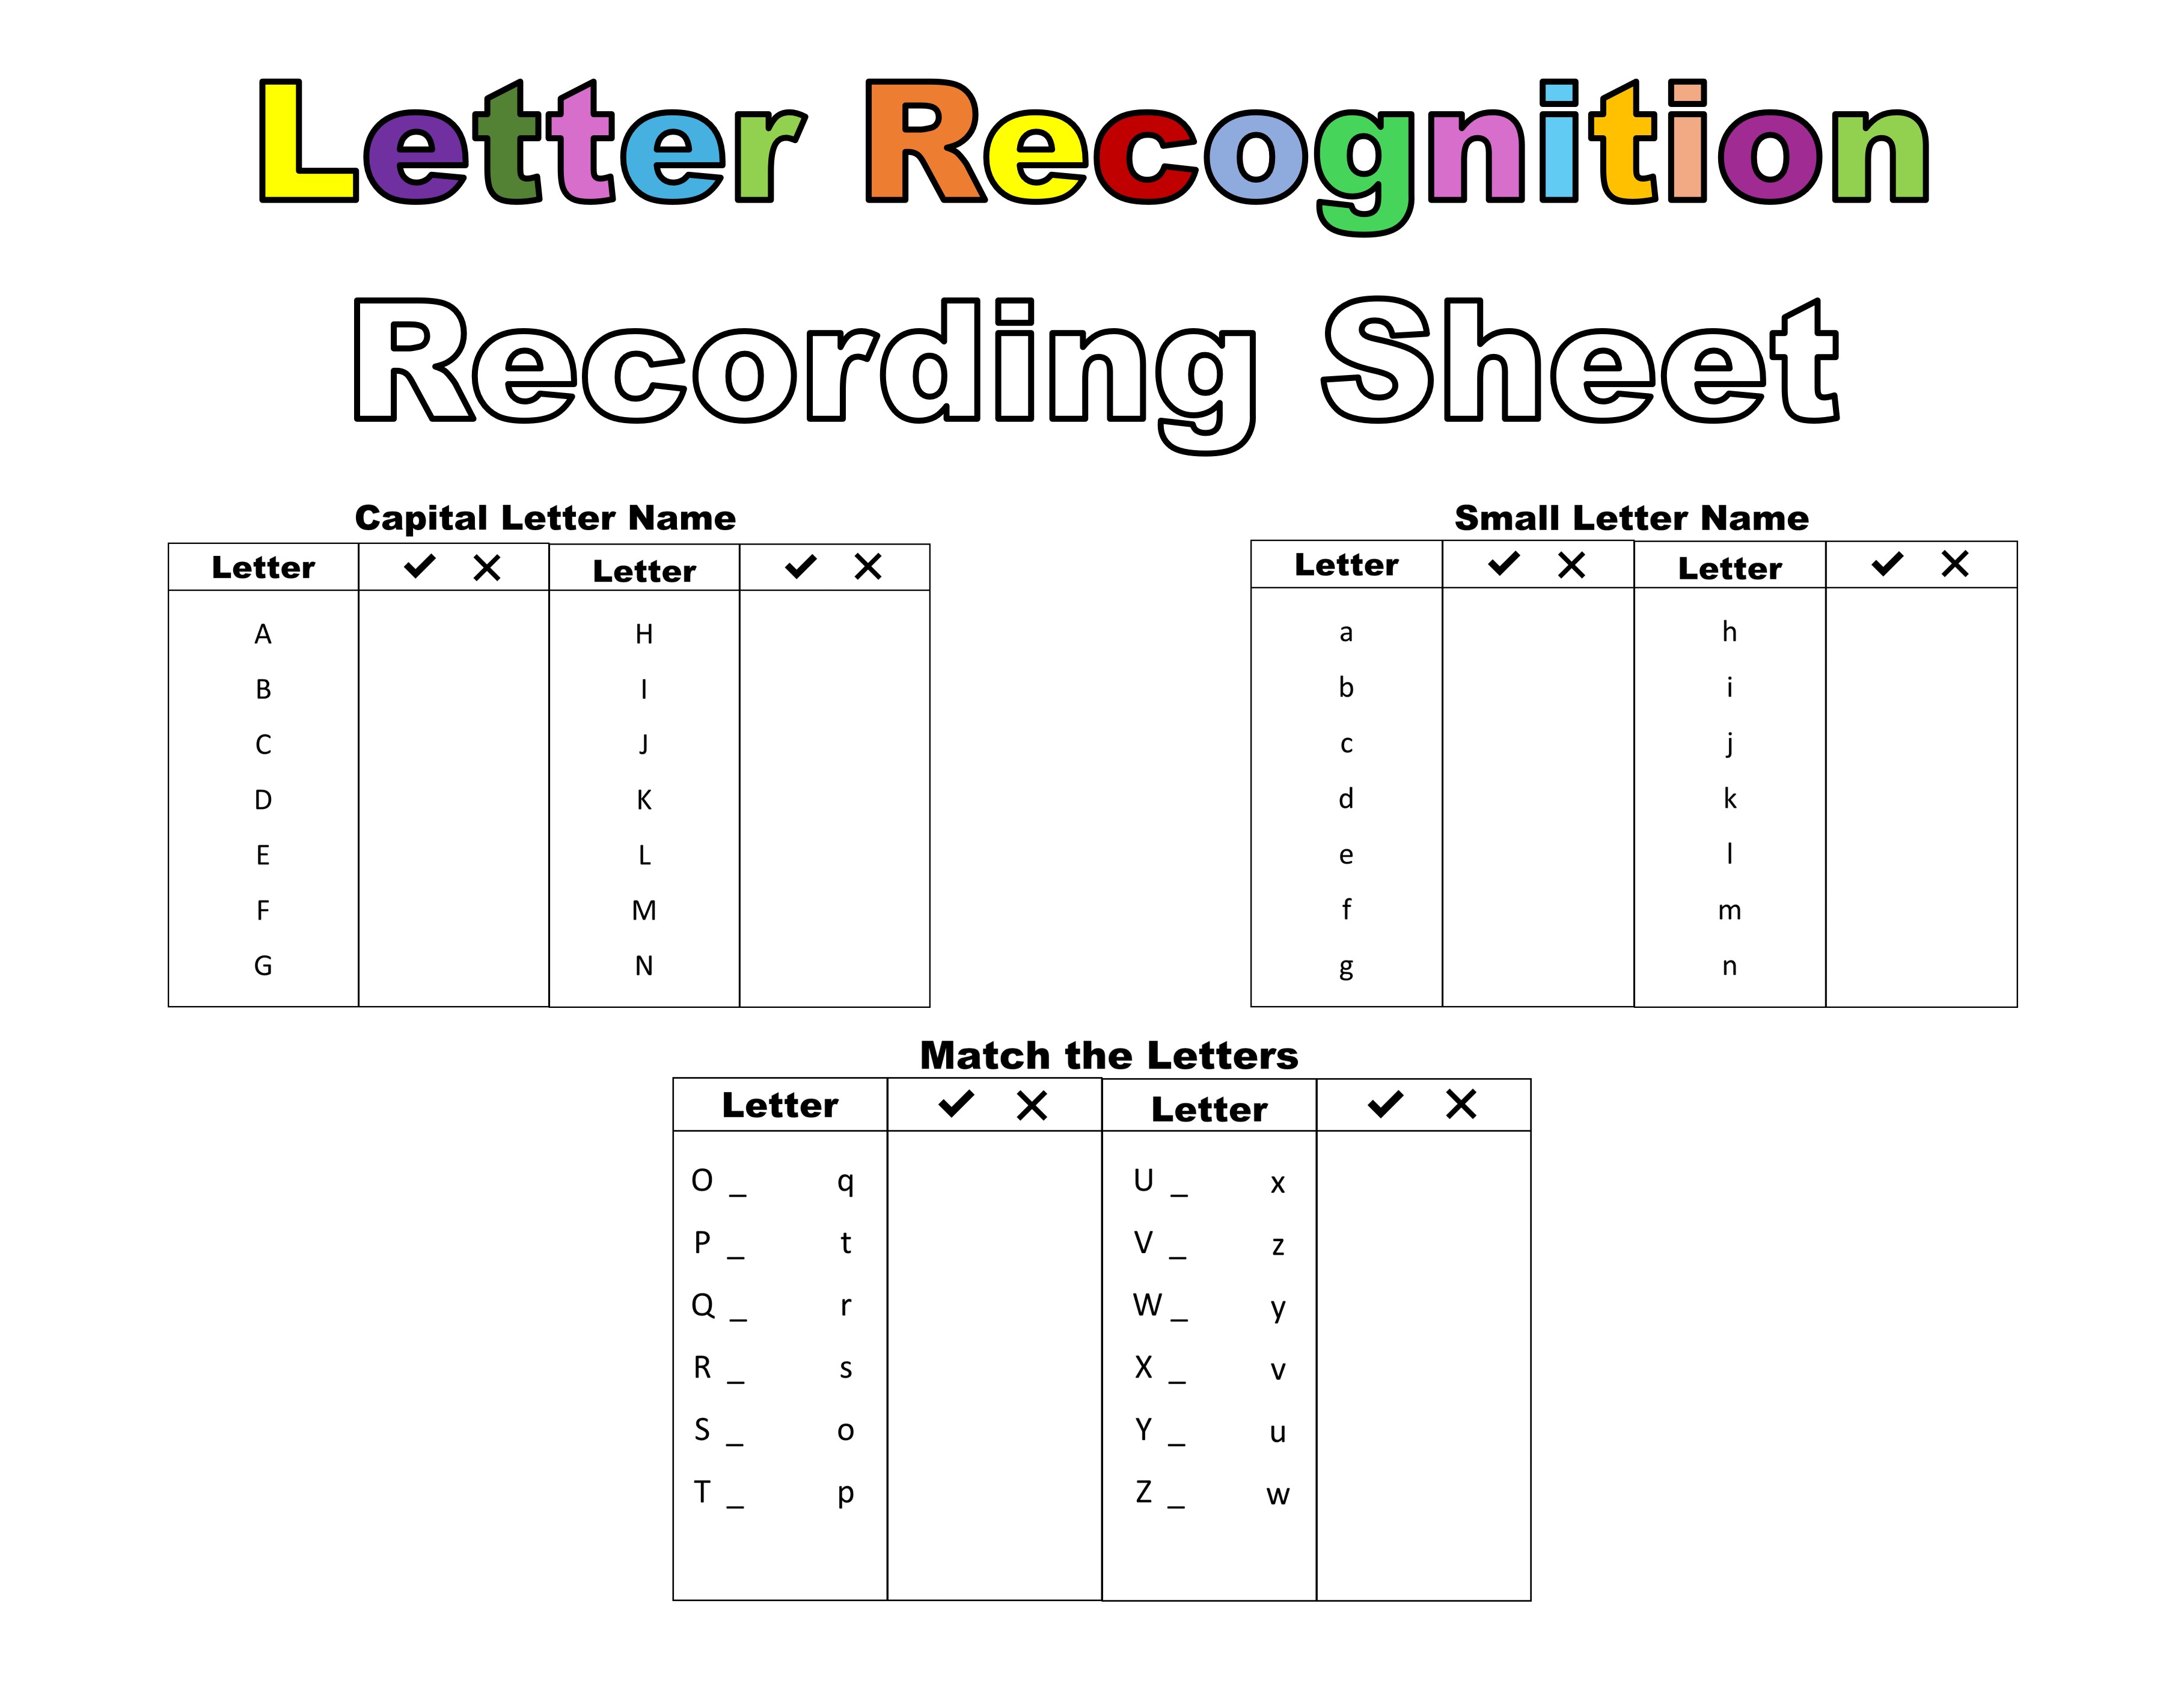 Letter Recognition
Recording Sheet
Capital Letter Name
Letter ✔ ✕ Letter ✔ ✕
A H
B I
C J
D K
E L
F M
G N
Small Letter Name
Letter ✔ ✕ Letter ✔ ✕
a h
b i
c j
d k
e l
f m
g n
Match the Letters
Letter ✔ ✕ Letter ✔ ✕
O _ q U _ x
P _ t V _ z
Q _ r W _ y
R _ s X _ v
S _ o Y _ u
T _ p Z _ w